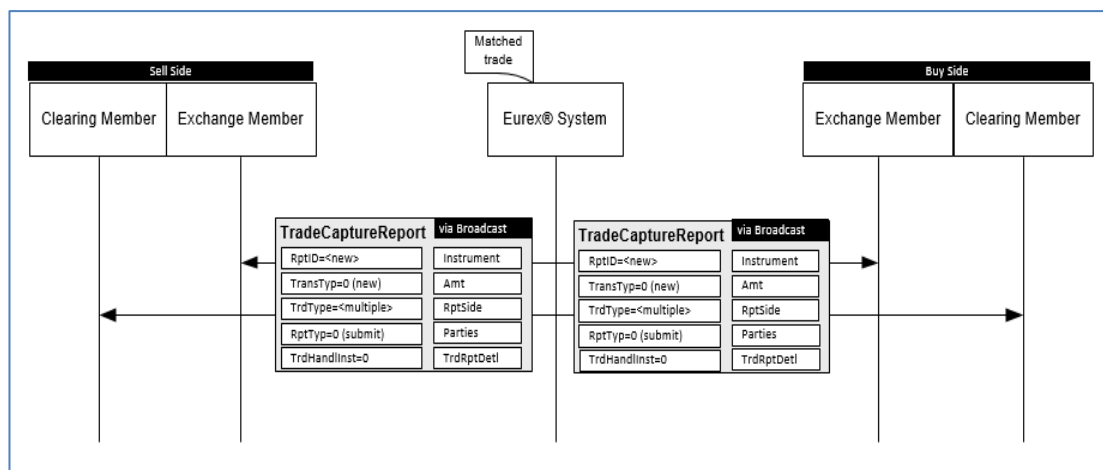 Matched
trade
Sell Side
Buy Side
Clearing Member
Exchange Member
Eurex® System
Exchange Member
Clearing Member
TradeCaptureReport
via Broadcast
RptID=<new>
Instrument
TransTyp=0 (new)
Amt
TrdType=<multiple>
RptSide
RptTyp=0 (submit)
Parties
TrdHandlInst=0
TrdRptDetl
TradeCaptureReport
via Broadcast
RptID=<new>
Instrument
TransTyp=0 (new)
Amt
TrdType=<multiple>
RptSide
RptTyp=0 (submit)
Parties
TrdHandlInst=0
TrdRptDetl